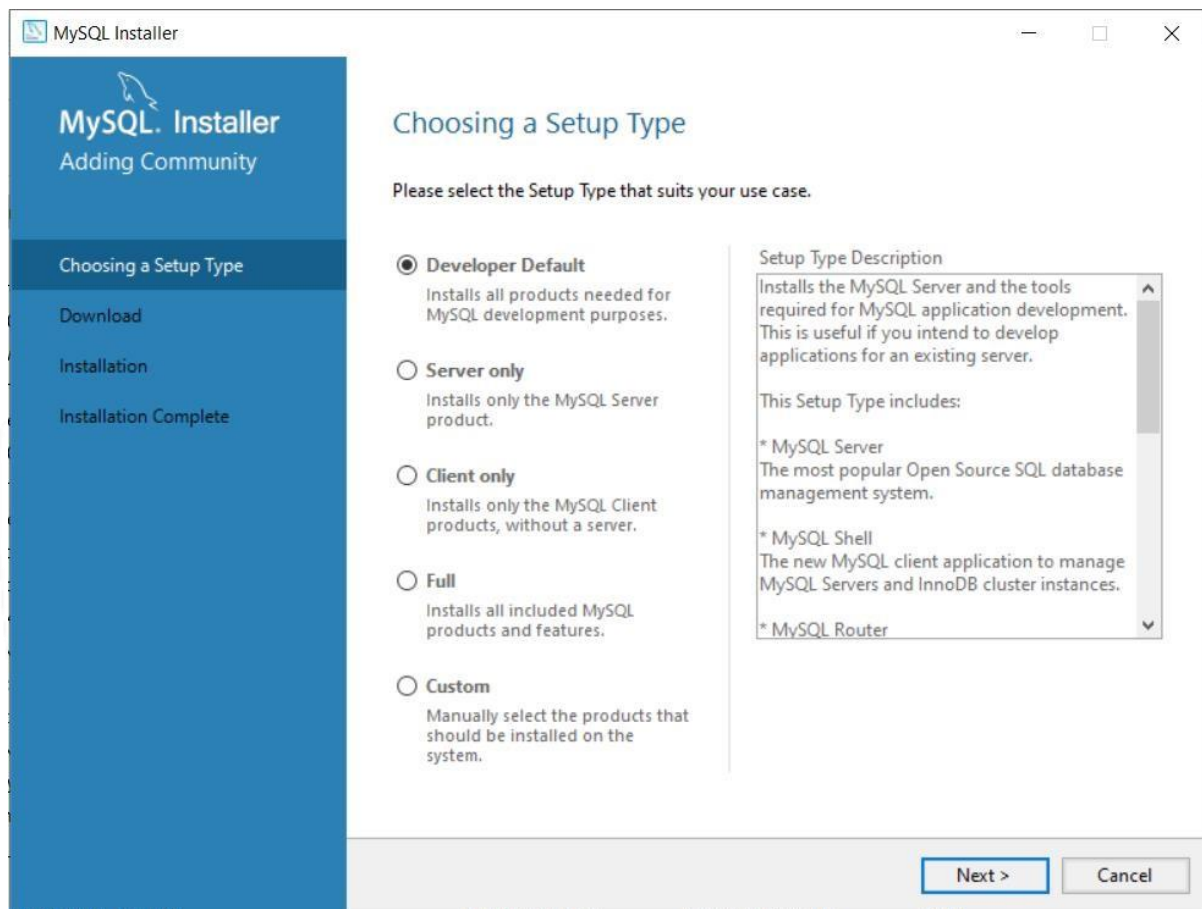 MySQL Installer
MySQL. Installer
Adding Community
Choosing a Setup Type
Download
Installation
Installation Complete
Choosing a Setup Type
Please select the Setup Type that suits your use case.
Developer Default
Installs all products needed for
MySQL development purposes.
Server only
Installs only the MySQL Server
product.
Client only
Installs only the MySQL Client
products, without a server.
Full
Installs all included MySQL
products and features.
Custom
Manually select the products that
should be installed on the
system.
Setup Type Description
Installs the MySQL Server and the tools
required for MySQL application development.
This is useful if you intend to develop
applications for an existing server.
This Setup Type includes:
* MySQL Server
The most popular Open Source SQL database
management system.
* MySQL Shell
The new MySQL client application to manage
MySQL Servers and InnoDB cluster instances.
* MySQL Router
Next >
Cancel